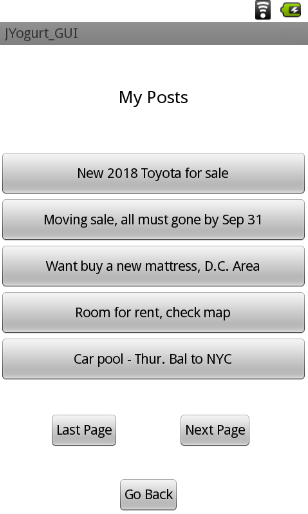 JYogurt_GUI
My Posts
New 2018 Toyota for sale
Moving sale, all must gone by Sep 31
Want buy a new mattress, D.C. Area
Room for rent, check map
Car pool - Thur. Bal to NYC
Last Page Next Page
Go Back